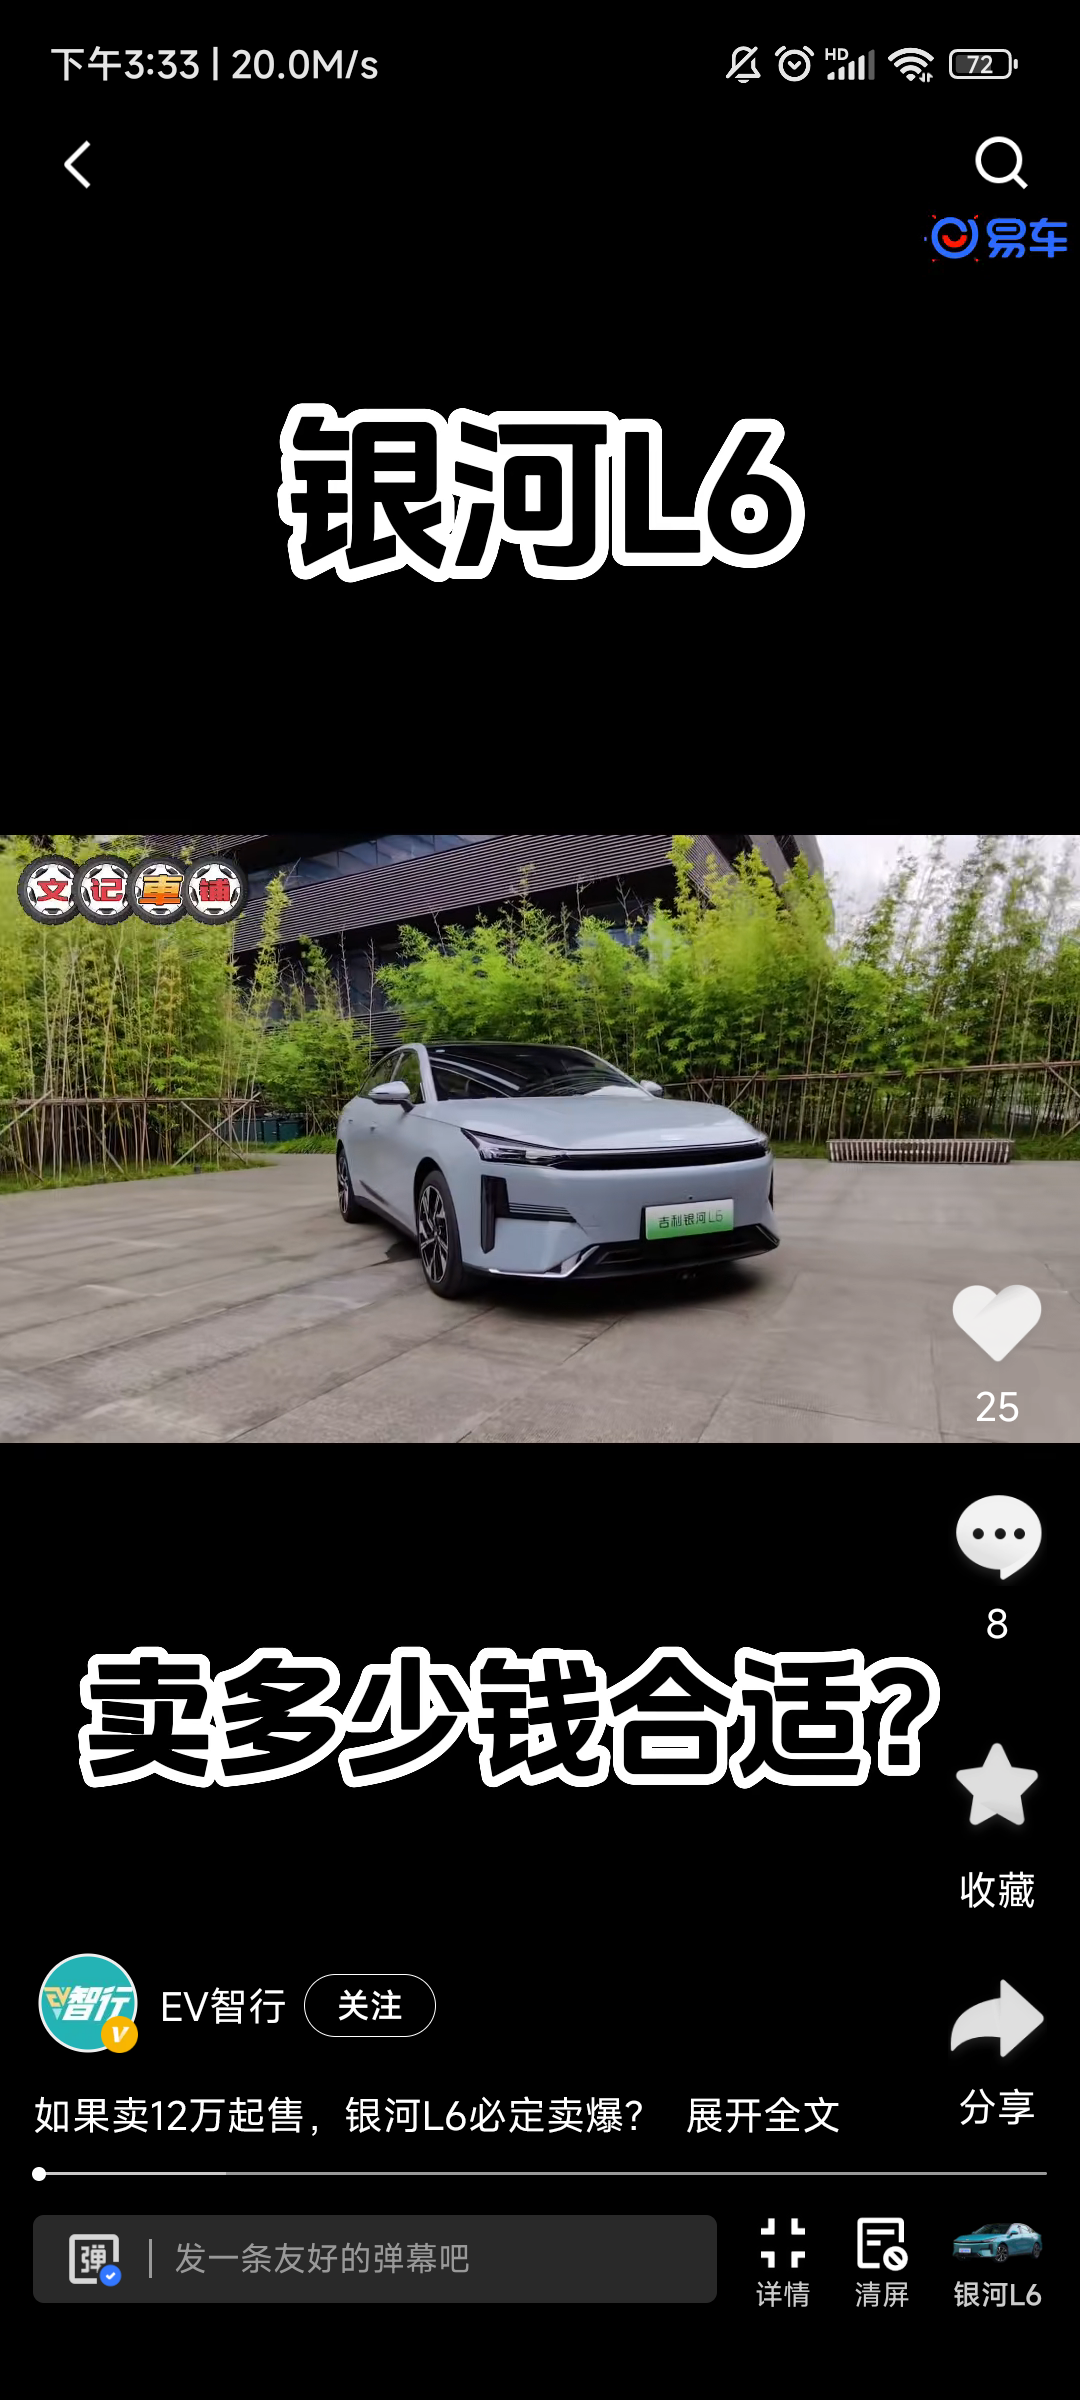 下午3:33 | 20.0M/s
HD
72
易车
银河L6
文记車铺
吉利银河L6
25
8
卖多少钱合适?
收藏
EV智行
EV智行
关注
分享
如果卖12万起售，银河L6必定卖爆? 展开全文
弹
发一条友好的弹幕吧
详情
清屏
银河L6